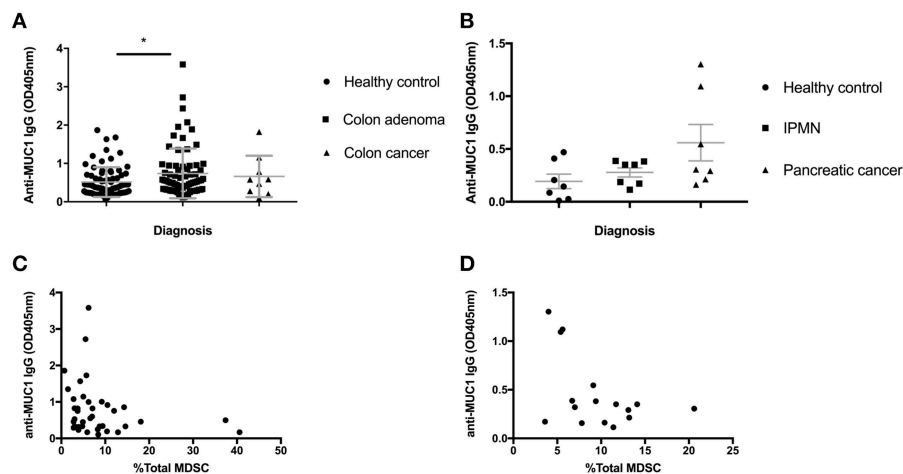 A
Anti-MUC1 IgG (OD405nm)
4
3
2
1
0
*
Diagnosis
Healthy control
Colon adenoma
Colon cancer
B
Anti-MUC1 IgG (OD405nm)
1.5
1.0
0.5
0.0
Diagnosis
Healthy control
IPMN
Pancreatic cancer
C
anti-MUC1 IgG (OD405nm)
4
3
2
1
0
0 10 20 30 40 50
%Total MDSC
D
anti-MUC1 IgG (OD405nm)
1.5
1.0
0.5
0.0
0 5 10 15 20 25
%Total MDSC